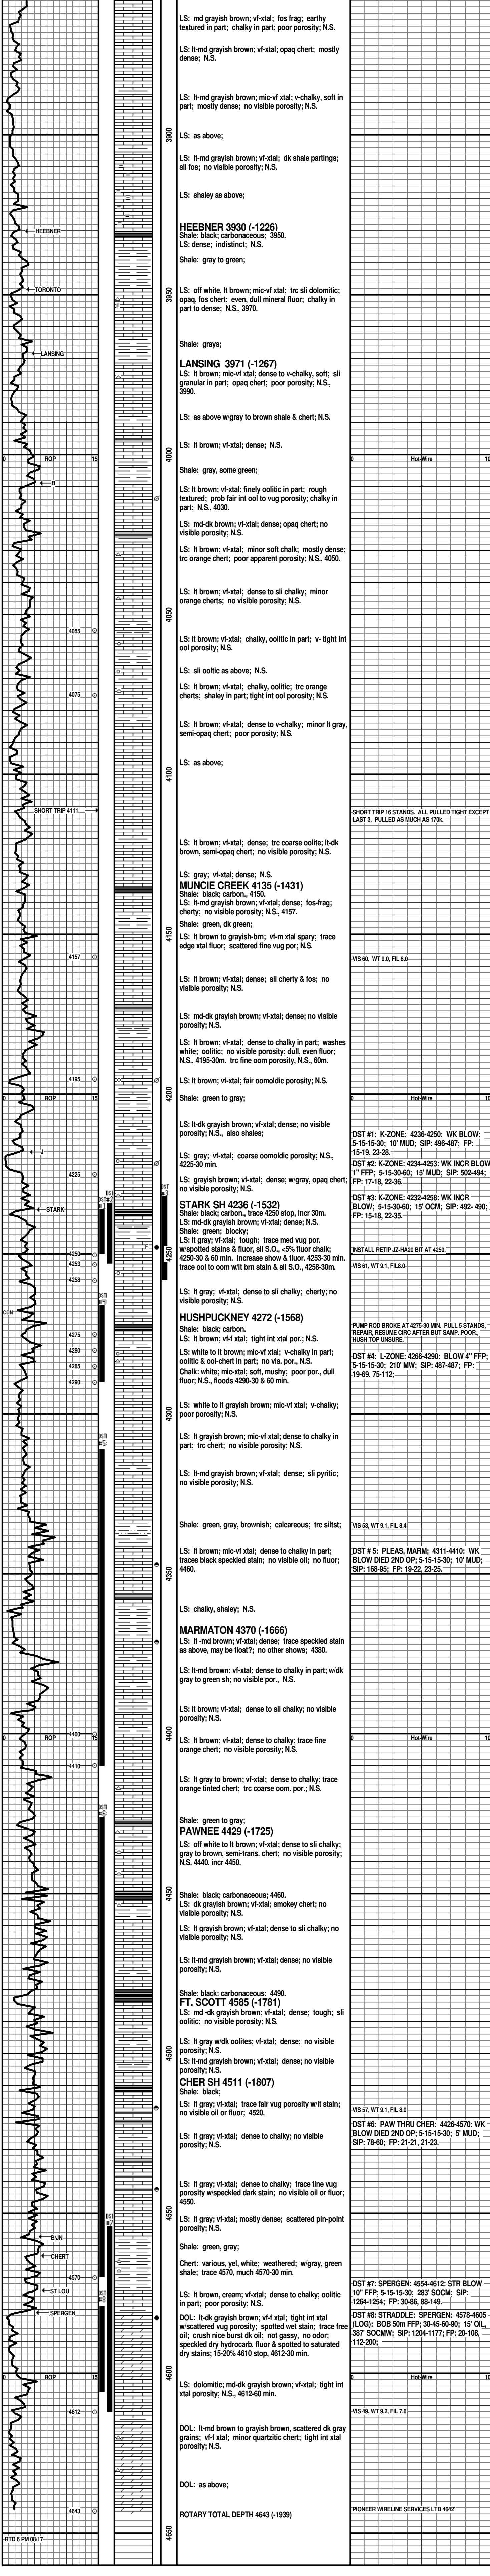 LS: md grayish brown; vf-xtal; fos frag; earthy
textured in part; chalky in part; poor porosity; N.S.
LS: lt-md grayish brown; vf-xtal; opaq chert; mostly
dense; N.S.
LS: lt-md grayish brown; mic-vf xtal; v-chalky, soft in
part; mostly dense; no visible porosity; N.S.
3900
LS: as above;
LS: lt-md grayish brown; vf-xtal; dk shale partings;
sli fos; no visible porosity; N.S.
LS: shaley as above;
HEEBNER
HEEBNER 3930 (-1226)
Shale: black; carbonaceous; 3950.
LS: dense; indistinct; N.S.
Shale: gray to green;
3950
TORONTO
LS: off white, lt brown; mic-vf xtal; trc sli dolomitic;
opaq, fos chert; even, dull mineral fluor; chalky in
part to dense; N.S., 3970.
Shale: grays;
LANSING
LANSING 3971 (-1267)
LS: lt brown; mic-vf xtal; dense to v-chalky, soft; sli
granular in part; opaq chert; poor porosity; N.S.,
3990.
LS: as above w/gray to brown shale & chert; N.S.
LS: lt brown; vf-xtal; dense; N.S.
4000
0 ROP 15
0 Hot-Wire 10
Shale: gray, some green;
B
LS: lt brown; vf-xtal; finely oolitic in part; rough
textured; prob fair int ool to vug porosity; chalky in
part; N.S., 4030.
LS: md-dk brown; vf-xtal; dense; opaq chert; no
visible porosity; N.S.
LS: lt brown; vf-xtal; minor soft chalk; mostly dense;
trc orange chert; poor apparent porosity; N.S., 4050.
LS: lt brown; vf-xtal; dense to sli chalky; minor
orange cherts; no visible porosity; N.S.
4050
4055
LS: lt brown; vf-xtal; chalky, oolitic in part; v- tight int
ool porosity; N.S.
LS: sli ooltic as above; N.S.
4075
LS: lt brown; vf-xtal; chalky, oolitic; trc orange
cherts; shaley in part; tight int ool porosity; N.S.
LS: lt brown; vf-xtal; dense to v-chalky; minor lt gray,
semi-opaq chert; poor porosity; N.S.
4100
LS: as above;
SHORT TRIP 4111
SHORT TRIP 16 STANDS. ALL PULLED TIGHT EXCEPT
LAST 3. PULLED AS MUCH AS 170k.
LS: lt brown; vf-xtal; dense; trc coarse oolite; lt-dk
brown, semi-opaq chert; no visible porosity; N.S.
LS: gray; vf-xtal; dense; N.S.
MUNCIE CREEK 4135 (-1431)
Shale: black; carbon., 4150.
LS: lt-md grayish brown; vf-xtal; dense; fos-frag;
cherty; no visible porosity; N.S., 4157.
Shale: green, dk green;
4150
LS: lt brown to grayish-brn; vf-m xtal spary; trace
edge xtal fluor; scattered fine vug por; N.S.
4157
VIS 60, WT 9.0, FIL 8.0
LS: lt brown; vf-xtal; dense; sli cherty & fos; no
visible porosity; N.S.
LS: md-dk grayish brown; vf-xtal; dense; no visible
porosity; N.S.
LS: lt brown; vf-xtal; dense to chalky in part; washes
white; oolitic; no visible porosity; dull, even fluor;
N.S., 4195-30m. trc fine oom porosity, N.S., 60m.
4195
LS: lt brown; vf-xtal; fair oomoldic porosity; N.S.
4200
Shale: green to gray;
LS: lt-dk grayish brown; vf-xtal; dense; no visible
porosity; N.S., also shales;
J
DST #1: K-ZONE: 4236-4250: WK BLOW;
5-15-15-30; 10' MUD; SIP: 496-487; FP:
15-19, 23-28.
LS: gray; vf-xtal; coarse oomoldic porosity; N.S.,
4225-30 min.
4225
DST #2: K-ZONE: 4234-4253: WK INCR BLOW
1" FFP; 5-15-30-60; 15' MUD; SIP: 502-494;
FP: 17-18, 22-36.
LS: grayish brown; vf-xtal; dense; w/gray, opaq chert;
no visible porosity; N.S.
STARK
STARK SH 4236 (-1532)
Shale: black; carbon, trace 4250 stop, incr 30m.
LS: md-dk grayish brown; vf-xtal; dense; N.S.
Shale: green; blocky;
DST #3: K-ZONE: 4232-4258: WK INCR
BLOW; 5-15-30-60; 15' OCM; SIP: 492- 490;
FP: 15-18, 22-35.
4250
LS: lt gray; vf-xtal; tough; trace med vug por.
w/spotted stains & fluor, sli S.O., <5% fluor chalk;
4250-30 & 60 min. Increase show & fluor. 4253-30 min.
trace ool to oom w/lt brn stain & sli S.O., 4258-30m.
4250
4253
4258
INSTALL RETIP JZ-HA20 BIT AT 4250.
VIS 61, WT 9.1, FIL8.0
LS: lt gray; vf-xtal; dense to sli chalky; cherty; no
visible porosity; N.S.
CON
HUSHPUCKNEY 4272 (-1568)
Shale: black; carbon.
LS: lt brown; vf-f xtal; tight int xtal por.; N.S.
4275
PUMP ROD BROKE AT 4275-30 MIN. PULL 5 STANDS,
REPAIR, RESUME CIRC AFTER BUT SAMP. POOR,
HUSH TOP UNSURE.
4280
LS: white to lt grayish brown; mic-vf xtal; v-chalky in part;
oolitic & ool-chert in part; no vis. por., N.S.
Chalk: white; mic-xtal; soft, mushy; poor por., dull
fluor; N.S., floods 4290-30 & 60 min.
4285
4290
DST #4: L-ZONE: 4266-4290: BLOW 4" FFP;
5-15-15-30; 210' MW; SIP: 487-487; FP:
19-69, 75-112;
4300
LS: white to lt grayish brown; mic-vf xtal; v-chalky;
poor porosity; N.S.
LS: lt grayish brown; mic-vf xtal; dense to chalky in
part; trc chert; no visible porosity; N.S.
LS: lt-md grayish brown; vf-xtal; dense; sli pyritic;
no visible porosity; N.S.
Shale: green, gray, brownish; calcareous; trc siltst;
VIS 53, WT 9.1, FIL 8.4
4350
LS: lt brown; mic-vf xtal; dense to chalky in part;
traces black speckled stain; no visible oil; no fluor;
4460.
DST # 5: PLEAS, MARM; 4311-4410: WK
BLOW DIED 2ND OP; 5-15-15-30; 10' MUD;
SIP: 168-95; FP: 19-22, 23-25.
LS: chalky, shaley; N.S.
MARMATON 4370 (-1666)
LS: lt -md brown; vf-xtal; dense; trace speckled stain
as above, may be float?; no other shows; 4380.
LS: lt-md brown; vf-xtal; dense to chalky in part; w/dk
gray to green sh; no visible por., N.S.
LS: lt brown; vf-xtal; dense to sli chalky; no visible
porosity; N.S.
4400
4400
0 ROP 15
0 Hot-Wire 10
LS: lt brown; vf-xtal; dense to chalky; trace fine
orange chert; no visible porosity; N.S.
4410
LS: lt gray to brown; vf-xtal; dense to chalky; trace
orange tinted chert; trc coarse oom. por.; N.S.
Shale: green to gray;
PAWNEE 4429 (-1725)
LS: off white to lt brown; vf-xtal; dense to sli chalky;
gray to brown, semi-trans. chert; no visible porosity;
N.S. 4440, incr 4450.
4450
Shale: black; carbonaceous; 4460.
LS: dk grayish brown; vf-xtal; smokey chert; no
visible porosity; N.S.
LS: lt grayish brown; vf-xtal; dense to sli chalky; no
visible porosity; N.S.
LS: lt-md grayish brown; vf-xtal; dense; no visible
porosity; N.S.
Shale: black; carbonaceous: 4490.
FT. SCOTT 4585 (-1781)
LS: md -dk grayish brown; vf-xtal; dense; tough; sli
oolitic; no visible porosity; N.S.
4500
LS: lt gray w/dk oolites; vf-xtal; dense; no visible
porosity; N.S.
LS: lt-md grayish brown; vf-xtal; dense; no visible
porosity; N.S.
CHER SH 4511 (-1807)
Shale: black;
LS: lt gray; vf-xtal; trace fair vug porosity w/lt stain;
no visible oil or fluor; 4520.
VIS 57, WT 9.1, FIL 8.0
DST #6: PAW THRU CHER: 4426-4570: WK
BLOW DIED 2ND OP; 5-15-15-30; 5' MUD;
SIP: 78-60; FP: 21-21, 21-23.
LS: lt gray; vf-xtal; dense to chalky; no visible
porosity; N.S.
LS: lt gray; vf-xtal; dense to chalky; trace fine vug
porosity w/speckled dark stain; no visible oil or fluor;
4550.
4550
LS: lt gray; vf-xtal; mostly dense; scattered pin-point
porosity; N.S.
BIJN
Shale: green, gray;
CHERT
Chert: various, yel, white; weathered; w/gray, green
shale; trace 4570, much 4570-30 min.
4570
ST LOU
LS: lt brown, cream; vf-xtal; dense to chalky; oolitic
in part; poor porosity; N.S.
DST #7: SPERGEN: 4554-4612: STR BLOW
10" FFP; 5-15-15-30; 283' SOCM; SIP:
1264-1254; FP: 30-86, 88-149.
SPERGEN
DOL: lt-dk grayish brown; vf-f xtal; tight int xtal
w/scattered vug porosity; spotted wet stain; trace free
oil; crush nice burst dk oil; not gassy, no odor;
speckled dry hydrocarb. fluor & spotted to saturated
dry stains; 15-20% 4610 stop, 4612-30 min.
DST #8: STRADDLE: SPERGEN: 4578-4605
(LOG): BOB 50m FFP; 30-45-60-90; 15' OIL,
387' SOCMW; SIP: 1204-1177; FP: 20-108,
112-200;
4600
LS: dolomitic; md-dk grayish brown; vf-xtal; tight int
xtal porosity; N.S., 4612-60 min.
4612
VIS 49, WT 9.2, FIL 7.6
DOL: lt-md brown to grayish brown, scattered dk gray
grains; vf-f xtal; minor quartzitic chert; tight int xtal
porosity; N.S.
DOL: as above;
4643
PIONEER WIRELINE SERVICES LTD 4642'
ROTARY TOTAL DEPTH 4643 (-1939)
4650
RTD 6 PM 08/17